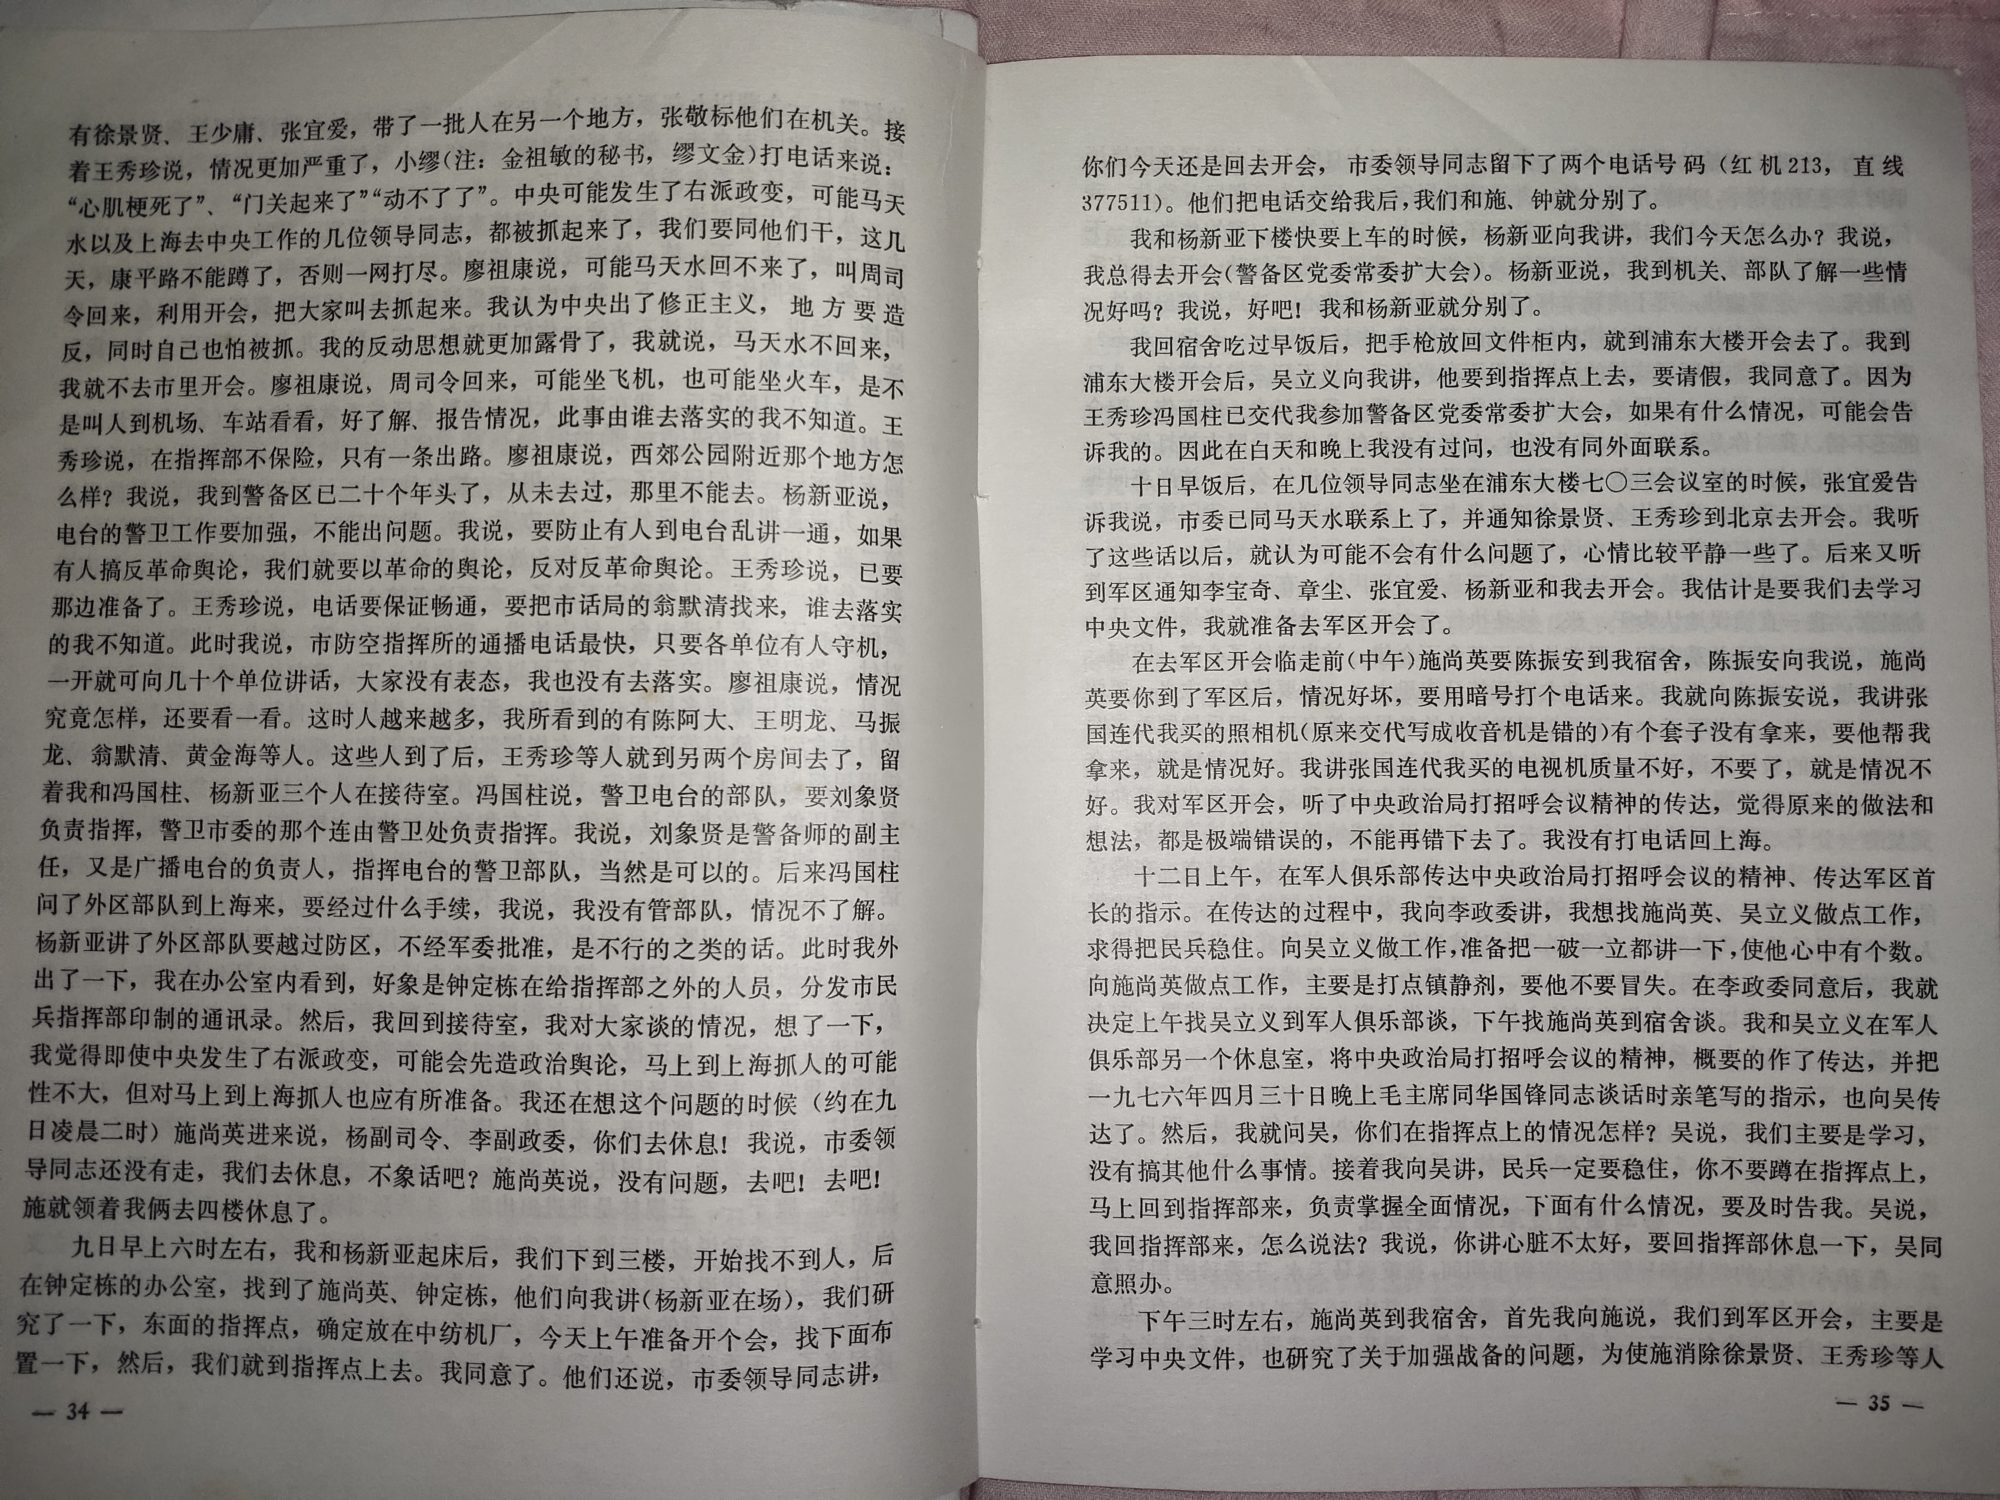 有徐景贤、王少庸、张宜爱，带了一批人在另一个地方，张敬标他们在机关。接
着王秀珍说，情况更加严重了，小缪（注：金祖敏的秘书，缪文金）打电话来说：
“心肌梗死了”、“门关起来了”“动不了了”。中央可能发生了右派政变，可能马天
水以及上海去中央工作的几位领导同志，都被抓起来了，我们要同他们干，这几
天，康平路不能蹲了，否则一网打尽。廖祖康说，可能马天水回不来了，叫周司
令回来，利用开会，把大家叫去抓起来。我认为中央出了修正主义，地方要造
反，同时自己也怕被抓。我的反动思想就更加露骨了，我就说，马天水不回来，
我就不去市里开会。廖祖康说，周司令回来，可能坐飞机，也可能坐火车，是不
是叫人到机场、车站看看，好了解、报告情况，此事由谁去落实的我不知道。王
秀珍说，在指挥部不保险，只有一条出路。廖祖康说，西郊公园附近那个地方怎
么样？我说，我到警备区已二十个年头了，从未去过，那里不能去。杨新亚说，
电台的警卫工作要加强，不能出问题。我说，要防止有人到电台乱讲一通，如果
有人搞反革命舆论，我们就要以革命的舆论，反对反革命舆论。王秀珍说，已要
那边准备了。王秀珍说，电话要保证畅通，要把市话局的翁默清找来，谁去落实
的我不知道。此时我说，市防空指挥所的通播电话最快，只要各单位有人守机，
一开就可向几十个单位讲话，大家没有表态，我也没有去落实。廖祖康说，情况
究竟怎样，还要看一看。这时人越来越多，我所看到的有陈阿大、王明龙、马振
龙、翁默清、黄金海等人。这些人到了后，王秀珍等人就到另两个房间去了，留
着我和冯国柱、杨新亚三个人在接待室。冯国柱说，警卫电台的部队，要刘象贤
负责指挥，警卫市委的那个连由警卫处负责指挥。我说，刘象贤是警备师的副主
任，又是广播电台的负责人，指挥电台的警卫部队，当然是可以的。后来冯国柱
问了外区部队到上海来，要经过什么手续，我说，我没有管部队，情况不了解。
杨新亚讲了外区部队要越过防区，不经军委批准，是不行的之类的话。此时我外
出了一下，我在办公室内看到，好象是钟定栋在给指挥部之外的人员，分发市民
兵指挥部印制的通讯录。然后，我回到接待室，我对大家谈的情况，想了一下，
我觉得即使中央发生了右派政变，可能会先造政治舆论，马上到上海抓人的可能
性不大，但对马上到上海抓人也应有所准备。我还在想这个问题的时候（约在九
日凌晨二时）施尚英进来说，杨副司令、李副政委，你们去休息！我说，市委领
导同志还没有走，我们去休息，不象话吧？施尚英说，没有问题，去吧！去吧！
施就领着我俩去四楼休息了。
九日早上六时左右，我和杨新亚起床后，我们下到三楼，开始找不到人，后
在钟定栋的办公室，找到了施尚英、钟定栋，他们向我讲（杨新亚在场），我们研
究了一下，东面的指挥点，确定放在中纺机厂，今天上午准备开个会，找下面布
置一下，然后，我们就到指挥点上去。我同意了。他们还说，市委领导同志讲，
— 34 —
你们今天还是回去开会，市委领导同志留下了两个电话号码（红机213，直线
377511）。他们把电话交给我后，我们和施、钟就分别了。
我和杨新亚下楼快要上车的时候，杨新亚向我讲，我们今天怎么办？我说，
我总得去开会（警备区党委常委扩大会）。杨新亚说，我到机关、部队了解一些情
况好吗？我说，好吧！我和杨新亚就分别了。
我回宿舍吃过早饭后，把手枪放回文件柜内，就到浦东大楼开会去了。我到
浦东大楼开会后，吴立义向我讲，他要到指挥点上去，要请假，我同意了。因为
王秀珍冯国柱已交代我参加警备区党委常委扩大会，如果有什么情况，可能会告
诉我的。因此在白天和晚上我没有过问，也没有同外面联系。
十日早饭后，在几位领导同志坐在浦东大楼七〇三会议室的时候，张宜爱告
诉我说，市委已同马天水联系上了，并通知徐景贤、王秀珍到北京去开会。我听
了这些话以后，就认为可能不会有什么问题了，心情比较平静一些了。后来又听
到军区通知李宝奇、章尘、张宜爱、杨新亚和我去开会。我估计是要我们去学习
中央文件，我就准备去军区开会了。
在去军区开会临走前（中午）施尚英要陈振安到我宿舍，陈振安向我说，施尚
英要你到了军区后，情况好坏，要用暗号打个电话来。我就向陈振安说，我讲张
国连代我买的照相机（原来交代写成收音机是错的）有个套子没有拿来，要他帮我
拿来，就是情况好。我讲张国连代我买的电视机质量不好，不要了，就是情况不
好。我对军区开会，听了中央政治局打招呼会议精神的传达，觉得原来的做法和
想法，都是极端错误的，不能再错下去了。我没有打电话回上海。
十二日上午，在军人俱乐部传达中央政治局打招呼会议的精神、传达军区首
长的指示。在传达的过程中，我向李政委讲，我想找施尚英、吴立义做点工作，
求得把民兵稳住。向吴立义做工作，准备把一破一立都讲一下，使他心中有个数。
向施尚英做点工作，主要是打点镇静剂，要他不要冒失。在李政委同意后，我就
决定上午找吴立义到军人俱乐部谈，下午找施尚英到宿舍谈。我和吴立义在军人
俱乐部另一个休息室，将中央政治局打招呼会议的精神，概要的作了传达，并把
一九七六年四月三十日晚上毛主席同华国锋同志谈话时亲笔写的指示，也向吴传
达了。然后，我就问吴，你们在指挥点上的情况怎样？吴说，我们主要是学习，
没有搞其他什么事情。接着我向吴讲，民兵一定要稳住，你不要蹲在指挥点上，
马上回到指挥部来，负责掌握全面情况，下面有什么情况，要及时告我。吴说，
我回指挥部来，怎么说法？我说，你讲心脏不太好，要回指挥部休息一下，吴同
意照办。
下午三时左右，施尚英到我宿舍，首先我向施说，我们到军区开会，主要是
学习中央文件，也研究了关于加强战备的问题，为使施消除徐景贤、王秀珍等人
— 35 —